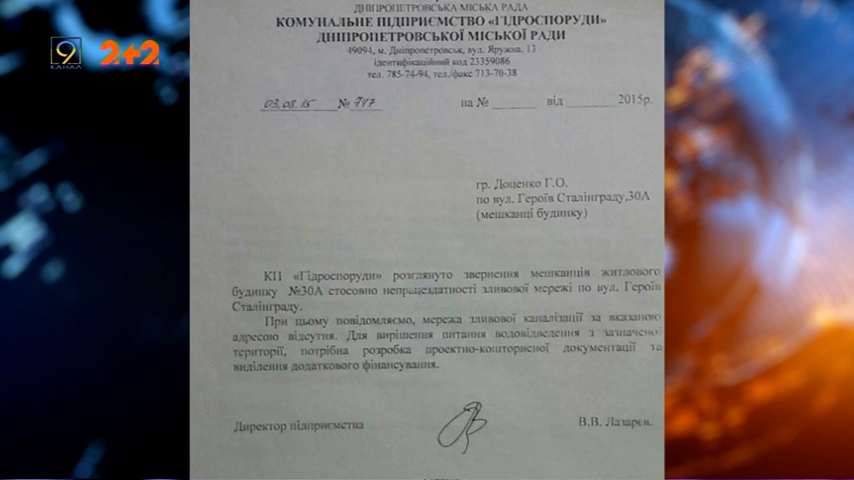 9
КАНАЛ
2+2
ДНІПРОПЕТРОВСЬКА МІСЬКА РАДА
КОМУНАЛЬНЕ ПІДПРИЄМСТВО «ГІДРОСПОРУДИ»
ДНІПРОПЕТРОВСЬКОЇ МІСЬКОЇ РАДИ
49094, м. Дніпропетровськ, вул. Яружна, 13
ідентифікаційний код 23359086
тел. 785-74-94, тел./факс 713-70-38
03.08.15 № 747 на № ______ від _______ 2015р.
гр. Доценко Г.О.
по вул. Героїв Сталінграду,30А
(мешканці будинку)
КП «Гідроспоруди» розглянуто звернення мешканців житлового
будинку №30А стосовно непрацездатності зливової мережі по вул. Героїв
Сталінграду.
При цьому повідомляємо, мережа зливової каналізації за вказаною
адресою відсутня. Для вирішення питання водовідведення з зазначеної
території, потрібна розробка проектно-кошторисної документації та
виділення додаткового фінансування.
Директор підприємства В.В. Лазарєв.